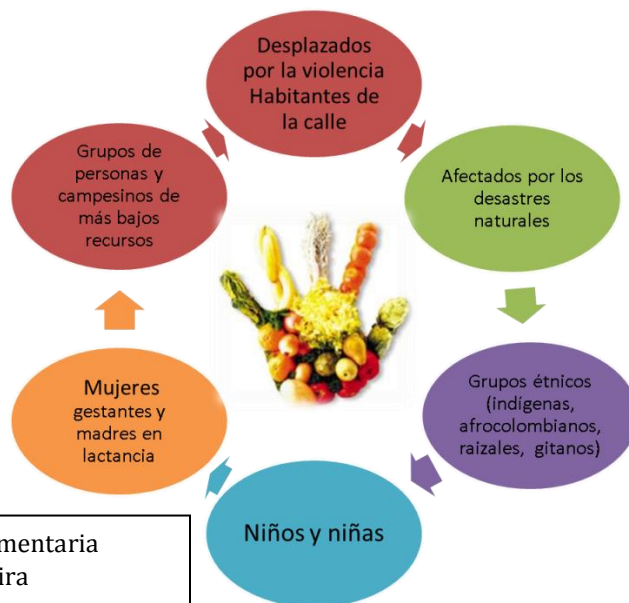 Desplazados
por la violencia
Habitantes de
la calle
Afectados por los
desastres
naturales
Grupos étnicos
(indígenas,
afrocolombianos,
raizales, gitanos)
Niños y niñas
Mujeres
gestantes y
madres en
lactancia
Grupos de
personas y
campesinos de
más bajos
recursos
mentaria
ira